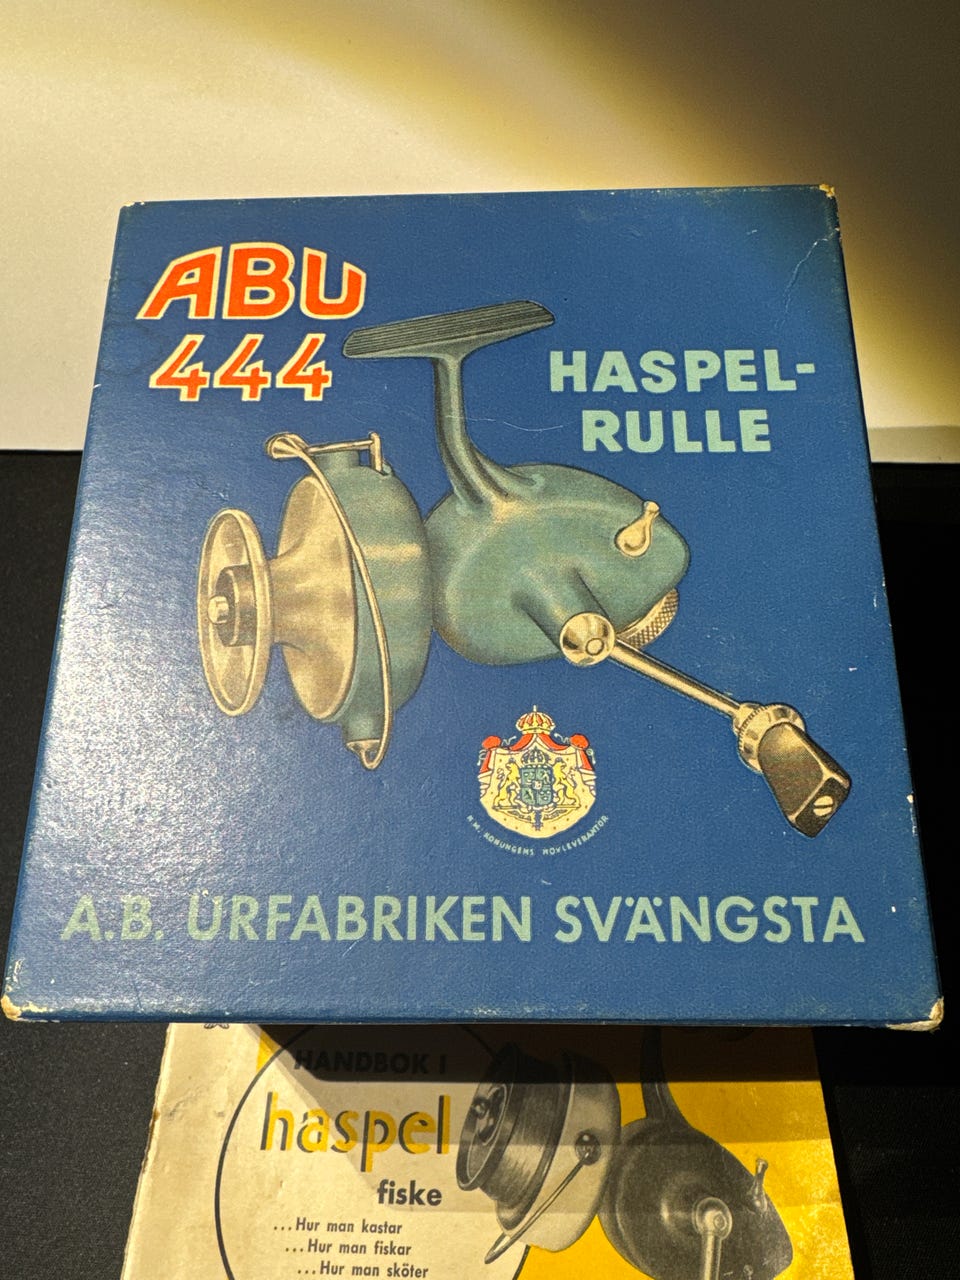 ABU
444
HASPEL-
RULLE
H.M. KONUNGENS HOVLEVERANTÖR
A.B. URFABRIKEN SVÄNGSTA
HANDBOK I
haspel
fiske
...Hur man kastar
...Hur man fiskar
...Hur man sköter